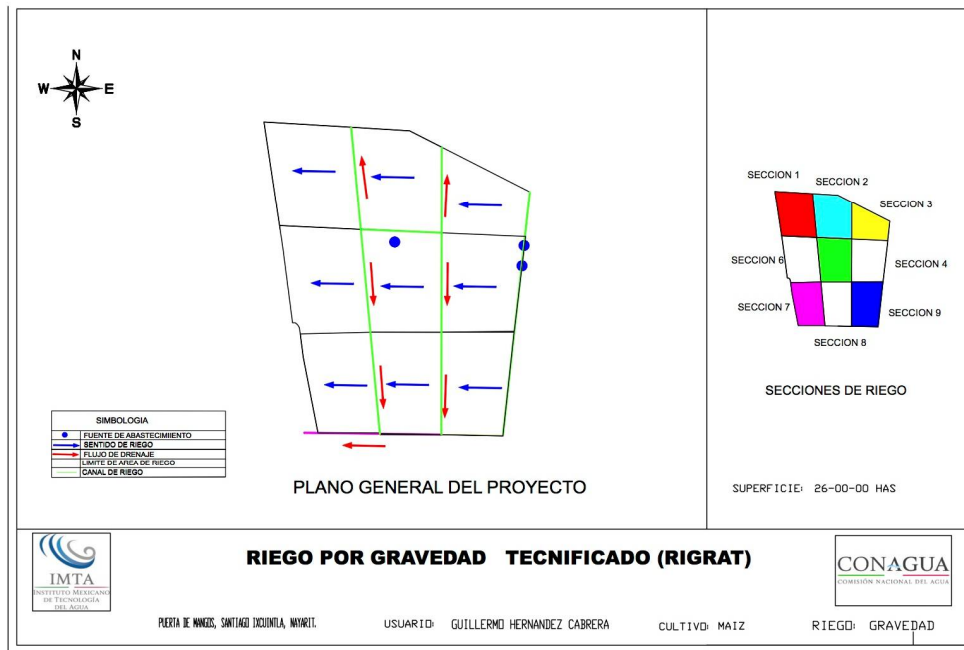 N
W E
S
SECCION 1
SECCION 2
SECCION 3
SECCION 6
SECCION 4
SECCION 7
SECCION 9
SECCION 8
SECCIONES DE RIEGO
SIMBOLOGIA
FUENTE DE ABASTECIMIIENTO
SENTIDO DE RIEGO
FLUJO DE DRENAJE
LIMITE DE AREA DE RIEGO
CANAL DE RIEGO
PLANO GENERAL DEL PROYECTO
SUPERFICIE: 26-00-00 HAS
IMTA
INSTITUTO MEXICANO
DE TECNOLOGÍA
DEL AGUA
RIEGO POR GRAVEDAD TECNIFICADO (RIGRAT)
CONAGUA
COMISIÓN NACIONAL DEL AGUA
PUERTA DE MANGOS, SANTIAGO IXCUINTLA, NAYARIT.
USUARIO: GUILLERMO HERNANDEZ CABRERA
CULTIVO: MAIZ
RIEGO: GRAVEDAD